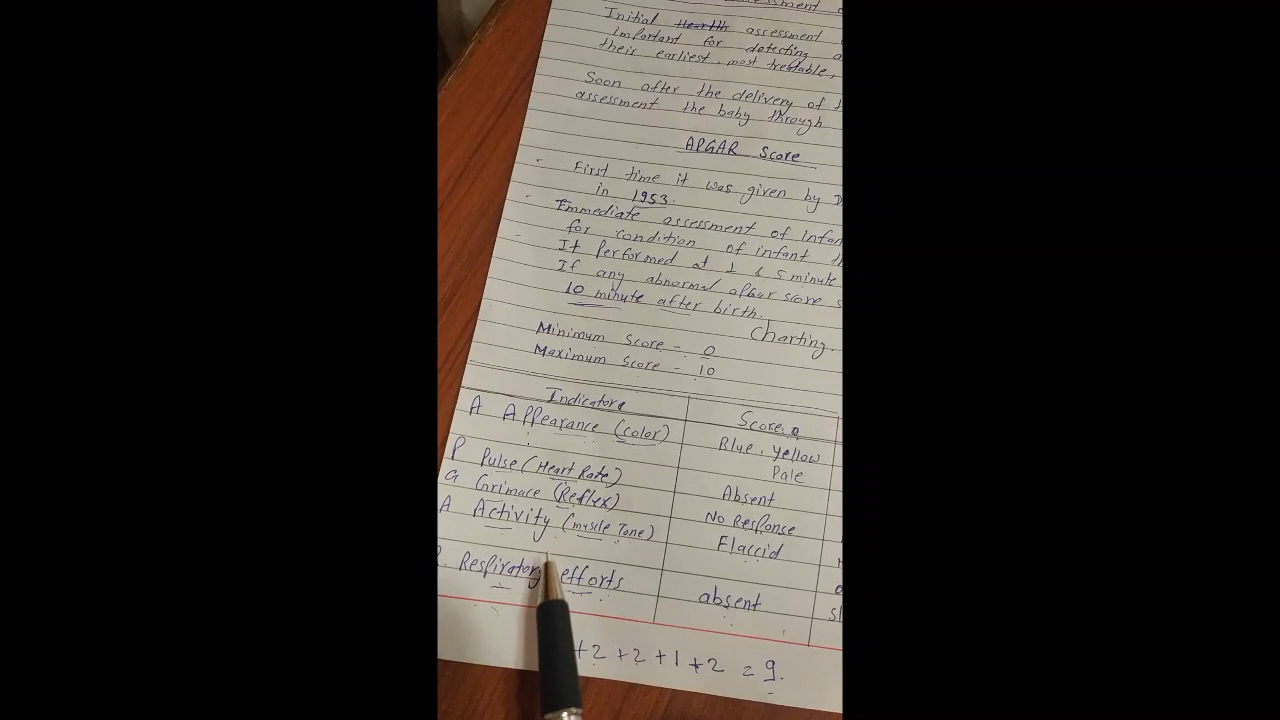 Initial assessment
important for detecting a
their earliest, most treatable,
Soon after the delivery of t
assessment the baby through
APGAR Score
First time it was given by D
in 1953.
Emmediate assessment of infan
for condition of infant th
It Performed at 1 & 5 minute
If any abnormal apgar score s
10 minute after birth.
Charting.
Minimum Score - 0
Maximum Score - 10
Indicators Score
A Appearance (color) Blue, yellow
Pale
P Pulse (Heart Rate) Absent
G Grimace (Reflex) No Response
A Activity (muscle Tone) Flaccid
R. Respiratory efforts absent
+2 +2 +1 +2 = 9.